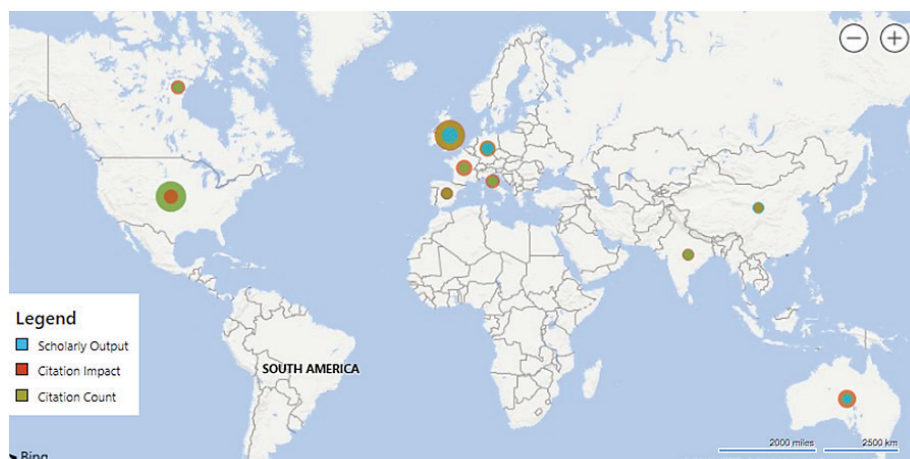 Legend
Scholarly Output
Citation Impact
Citation Count
SOUTH AMERICA
2000 miles
2500 km
Bing